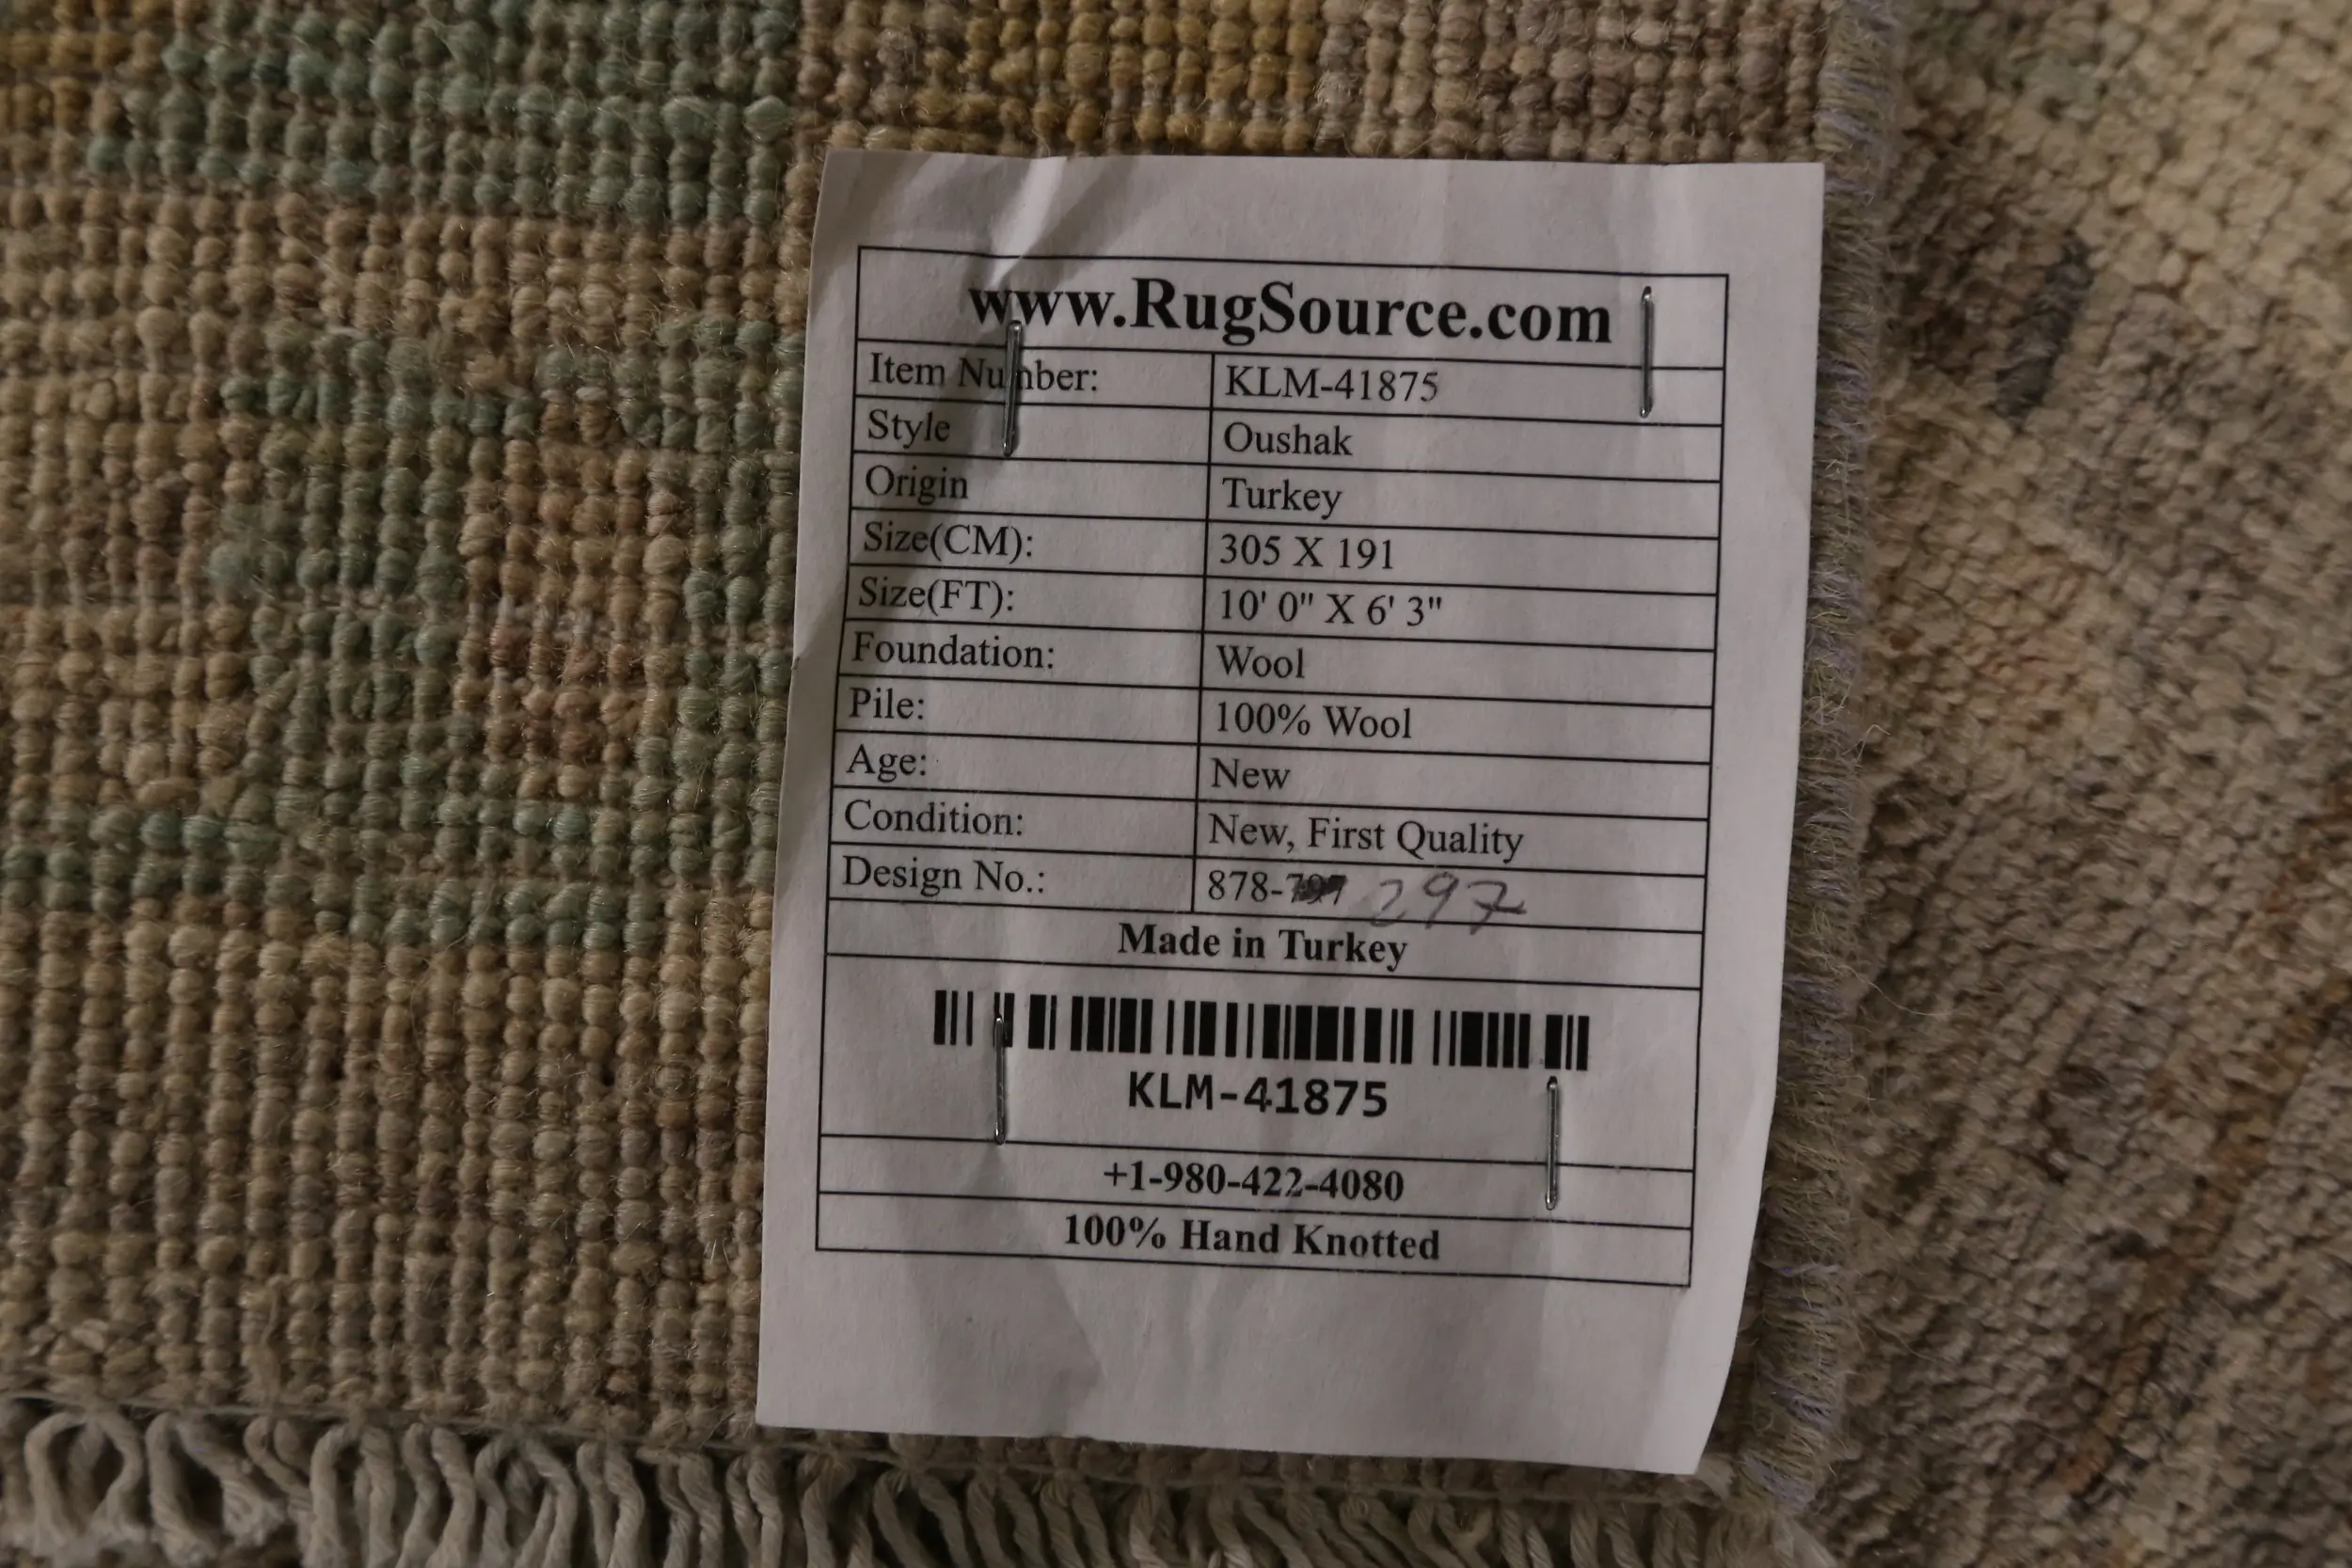 www.RugSource.com
Item Number: KLM-41875
Style Oushak
Origin Turkey
Size(CM): 305 X 191
Size(FT): 10' 0" X 6' 3"
Foundation: Wool
Pile: 100% Wool
Age: New
Condition: New, First Quality
Design No.: 878- 297
Made in Turkey
KLM-41875
+1-980-422-4080
100% Hand Knotted